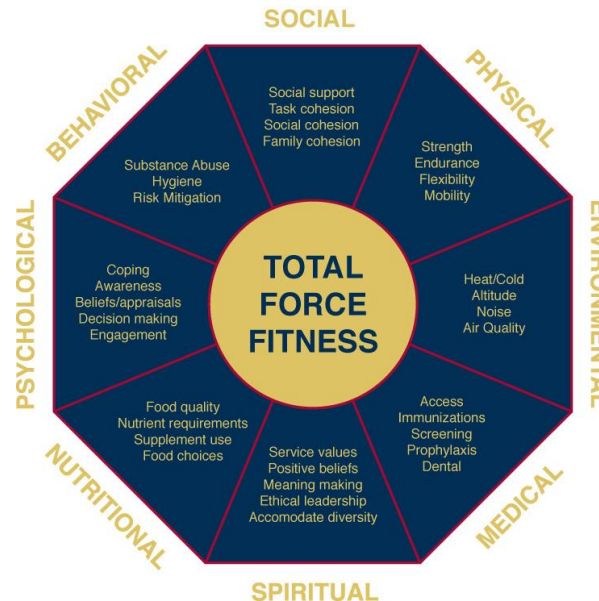 SOCIAL
Social support
Task cohesion
Social cohesion
Family cohesion
PHYSICAL
Strength
Endurance
Flexibility
Mobility
ENVIRONMENTAL
Heat/Cold
Altitude
Noise
Air Quality
MEDICAL
Access
Immunizations
Screening
Prophylaxis
Dental
SPIRITUAL
Service values
Positive beliefs
Meaning making
Ethical leadership
Accomodate diversity
NUTRITIONAL
Food quality
Nutrient requirements
Supplement use
Food choices
PSYCHOLOGICAL
Coping
Awareness
Beliefs/appraisals
Decision making
Engagement
BEHAVIORAL
Substance Abuse
Hygiene
Risk Mitigation
TOTAL
FORCE
FITNESS